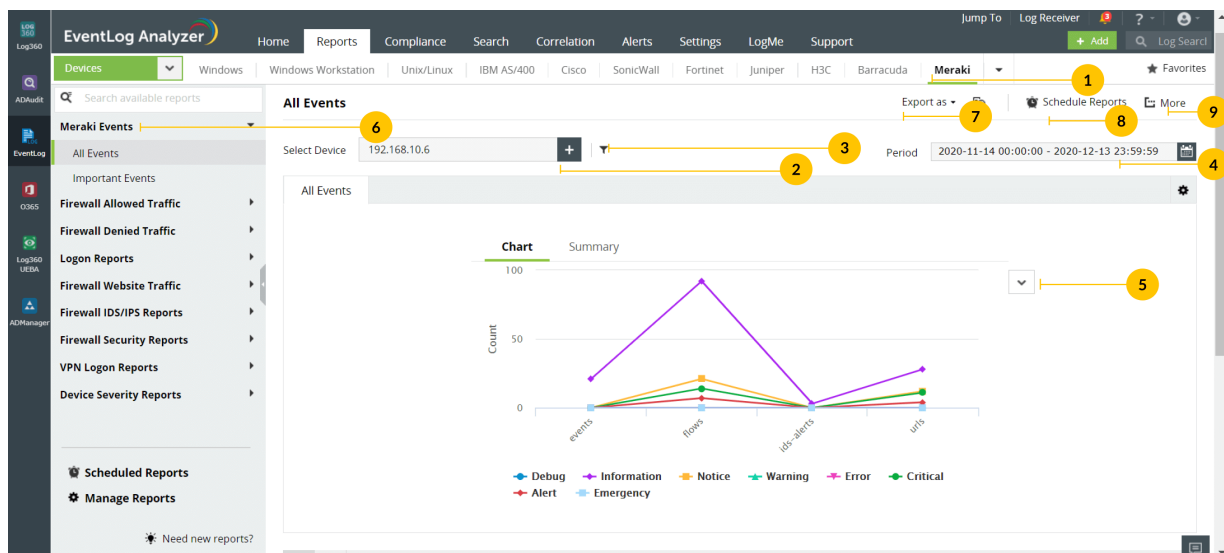 Jump To Log Receiver 3 ?
LOG 360
Log360
EventLog Analyzer
Home Reports Compliance Search Correlation Alerts Settings LogMe Support
+ Add Log Searcl
Devices Windows Windows Workstation Unix/Linux IBM AS/400 Cisco SonicWall Fortinet Juniper H3C Barracuda Meraki Favorites
1
ADAudit
Search available reports
All Events
Export as Schedule Reports More
7 8 9
Meraki Events 6
EventLog
All Events
Select Device 192.168.10.6 + 3
Period 2020-11-14 00:00:00 - 2020-12-13 23:59:59
2 4
Important Events
All Events
O365
Firewall Allowed Traffic
Firewall Denied Traffic
Chart Summary
Log360 UEBA
Logon Reports
Firewall Website Traffic
5
ADManager
Firewall IDS/IPS Reports
Firewall Security Reports
VPN Logon Reports
Device Severity Reports
100
Count
50
0
events flows ids-alerts urls
Scheduled Reports
Manage Reports
Debug Information Notice Warning Error Critical
Alert Emergency
Need new reports?